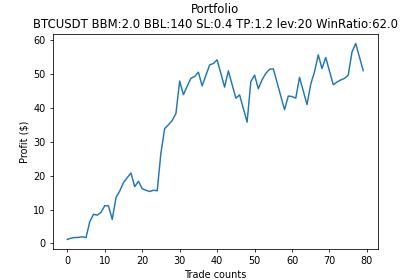 Portfolio
BTCUSDT BBM:2.0 BBL:140 SL:0.4 TP:1.2 lev:20 WinRatio:62.0
60
50
40
30
20
10
0
Profit ($)
0 10 20 30 40 50 60 70 80
Trade counts